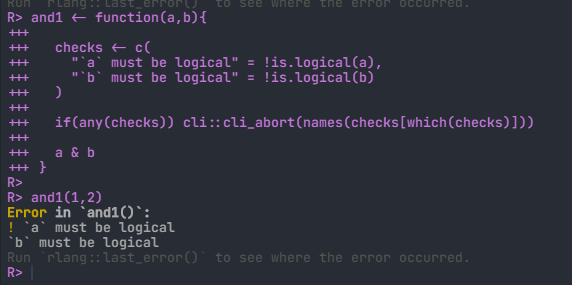 Run `rlang::last_error()` to see where the error occurred.
R> and1 <- function(a,b){
+++
+++   checks <- c(
+++     "`a` must be logical" = !is.logical(a),
+++     "`b` must be logical" = !is.logical(b)
+++   )
+++
+++   if(any(checks)) cli::cli_abort(names(checks[which(checks)]))
+++
+++   a & b
+++ }
R>
R> and1(1,2)
Error in `and1()`:
! `a` must be logical
`b` must be logical
Run `rlang::last_error()` to see where the error occurred.
R>